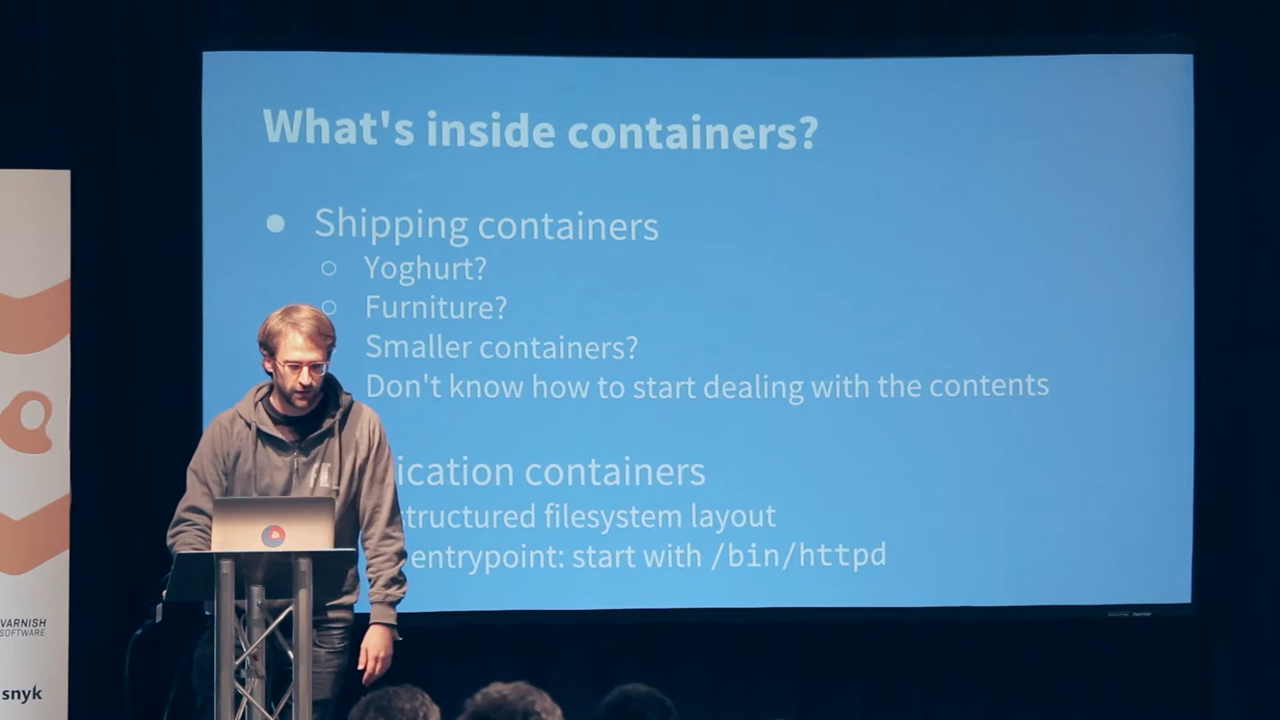 What's inside containers?
● Shipping containers
○ Yoghurt?
○ Furniture?
Smaller containers?
Don't know how to start dealing with the contents
ication containers
structured filesystem layout
entrypoint: start with /bin/httpd
VARNISH
SOFTWARE
snyk